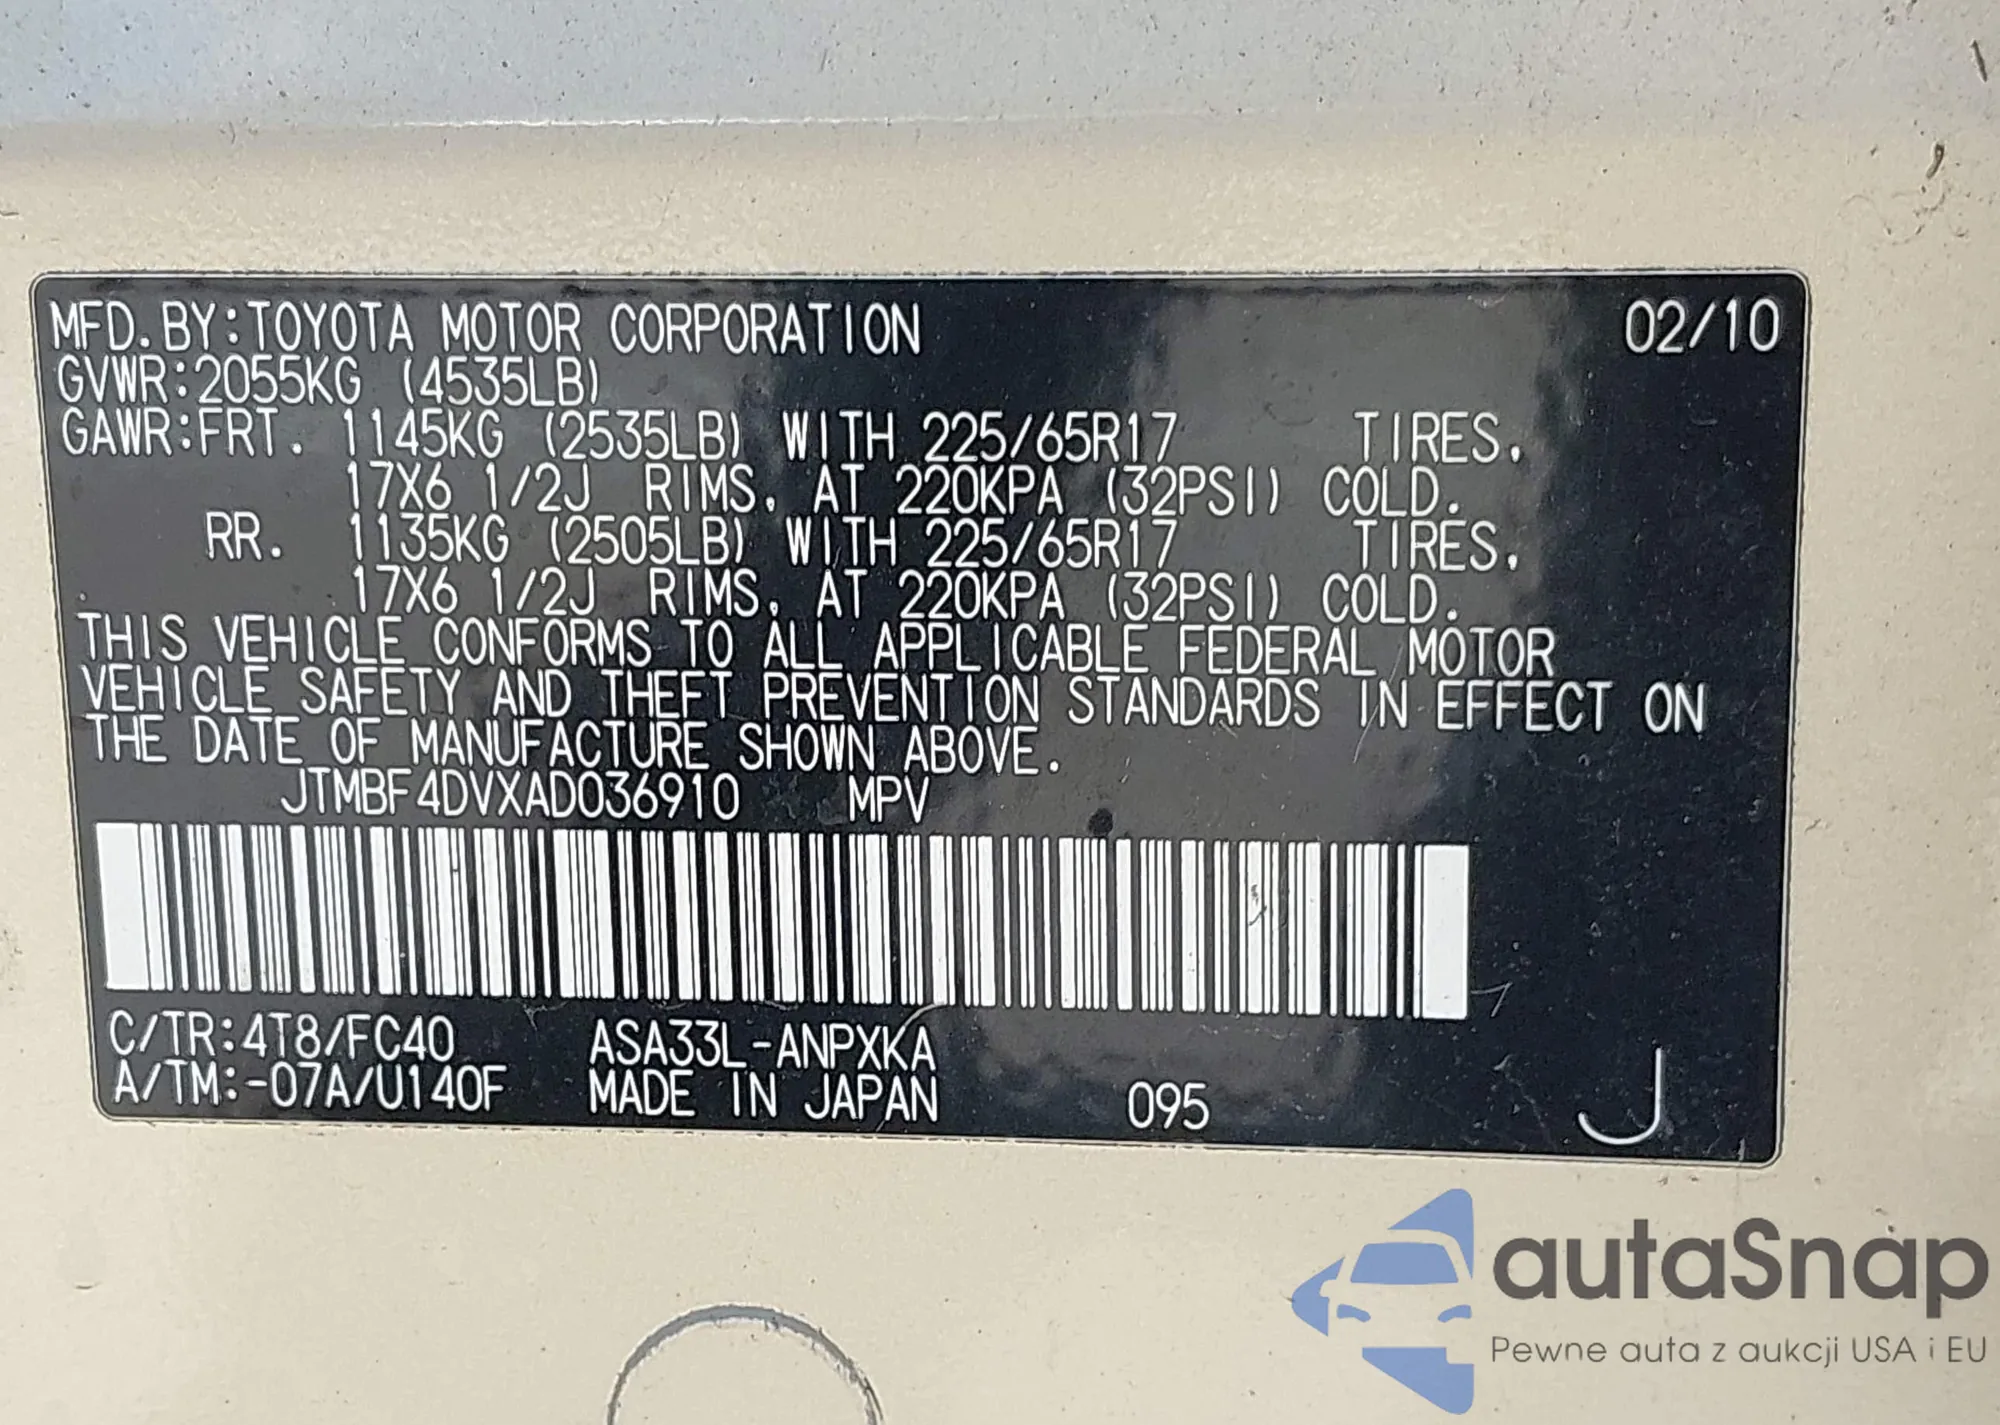 MFD. BY:TOYOTA MOTOR CORPORATION 02/10
GVWR:2055KG (4535LB)
GAWR:FRT. 1145KG (2535LB) WITH 225/65R17 TIRES.
17X6 1/2J RIMS. AT 220KPA (32PSI) COLD.
RR. 1135KG (2505LB) WITH 225/65R17 TIRES.
17X6 1/2J RIMS. AT 220KPA (32PSI) COLD.
THIS VEHICLE CONFORMS TO ALL APPLICABLE FEDERAL MOTOR
VEHICLE SAFETY AND THEFT PREVENTION STANDARDS IN EFFECT ON
THE DATE OF MANUFACTURE SHOWN ABOVE.
JTMBF4DVXAD036910 MPV
C/TR:4T8/FC40 ASA33L-ANPXKA
A/TM:-07A/U140F MADE IN JAPAN 095 J
autaSnap
Pewne auta z aukcji USA i EU